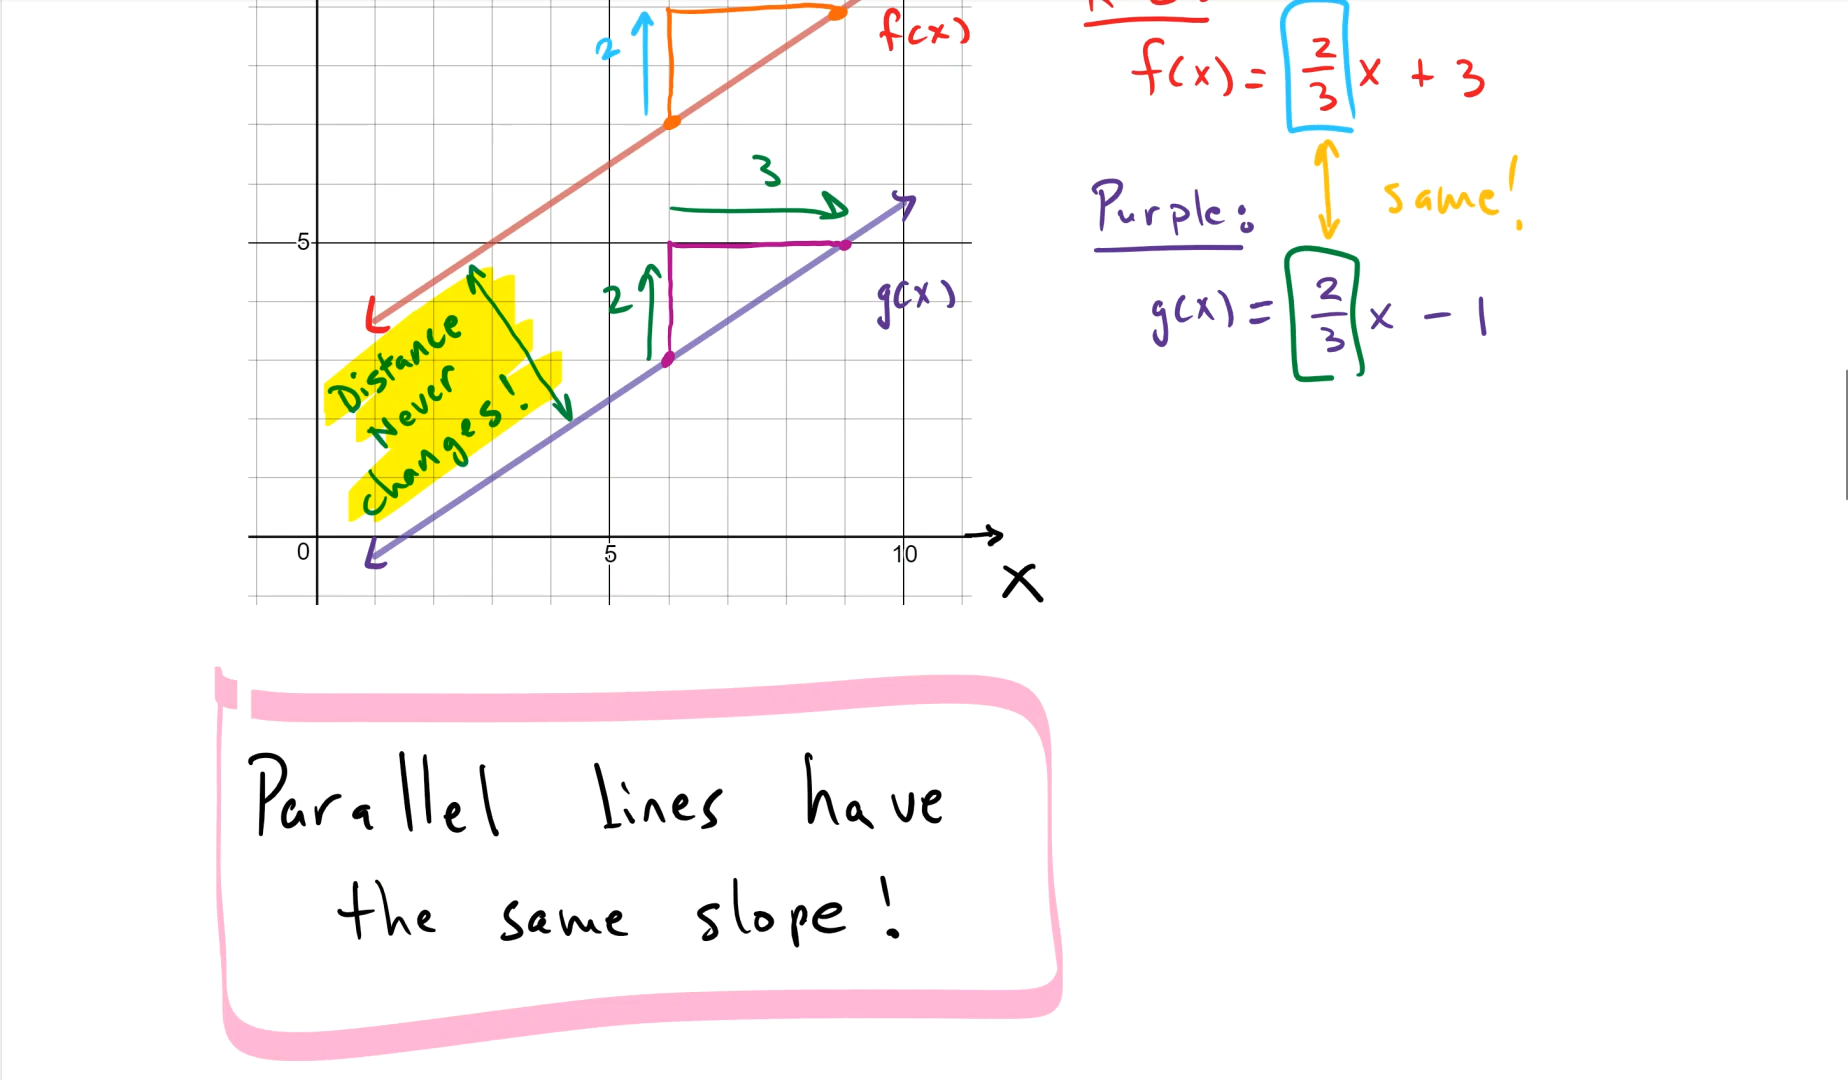 2
f(x)
f(x) = 2/3 x + 3
3
same!
Purple:
5
2
g(x)
g(x) = 2/3 x - 1
Distance
Never
changes!
0
5
10
X
Parallel Lines have
the same slope!